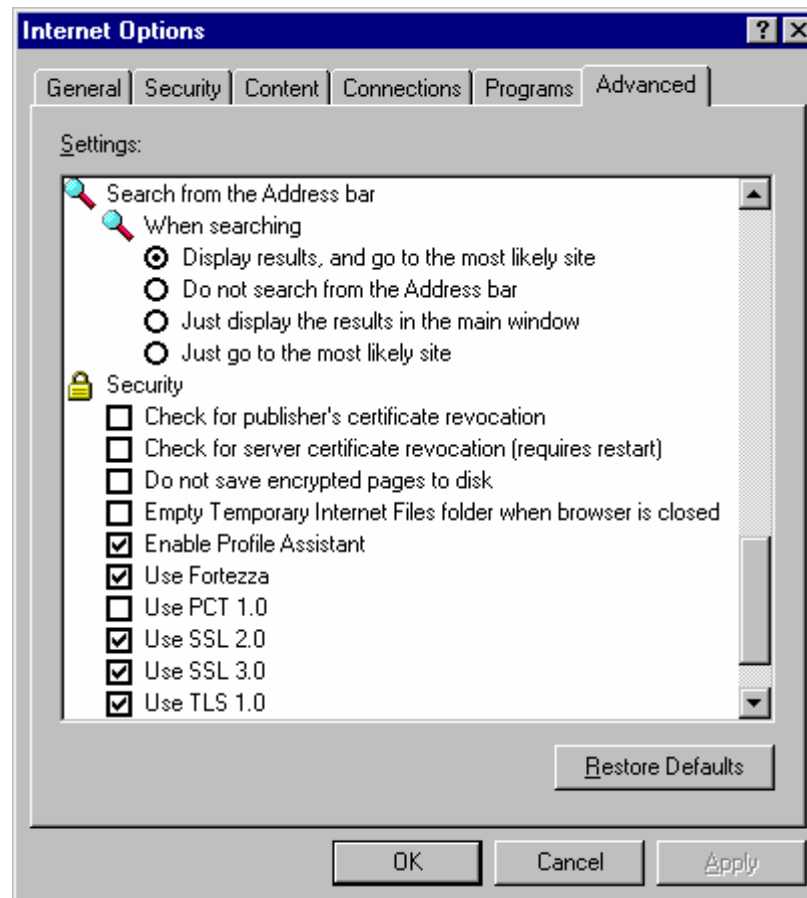 Internet Options
General Security Content Connections Programs Advanced
Settings:
Search from the Address bar
When searching
Display results, and go to the most likely site
Do not search from the Address bar
Just display the results in the main window
Just go to the most likely site
Security
Check for publisher's certificate revocation
Check for server certificate revocation (requires restart)
Do not save encrypted pages to disk
Empty Temporary Internet Files folder when browser is closed
Enable Profile Assistant
Use Fortezza
Use PCT 1.0
Use SSL 2.0
Use SSL 3.0
Use TLS 1.0
Restore Defaults
OK Cancel Apply